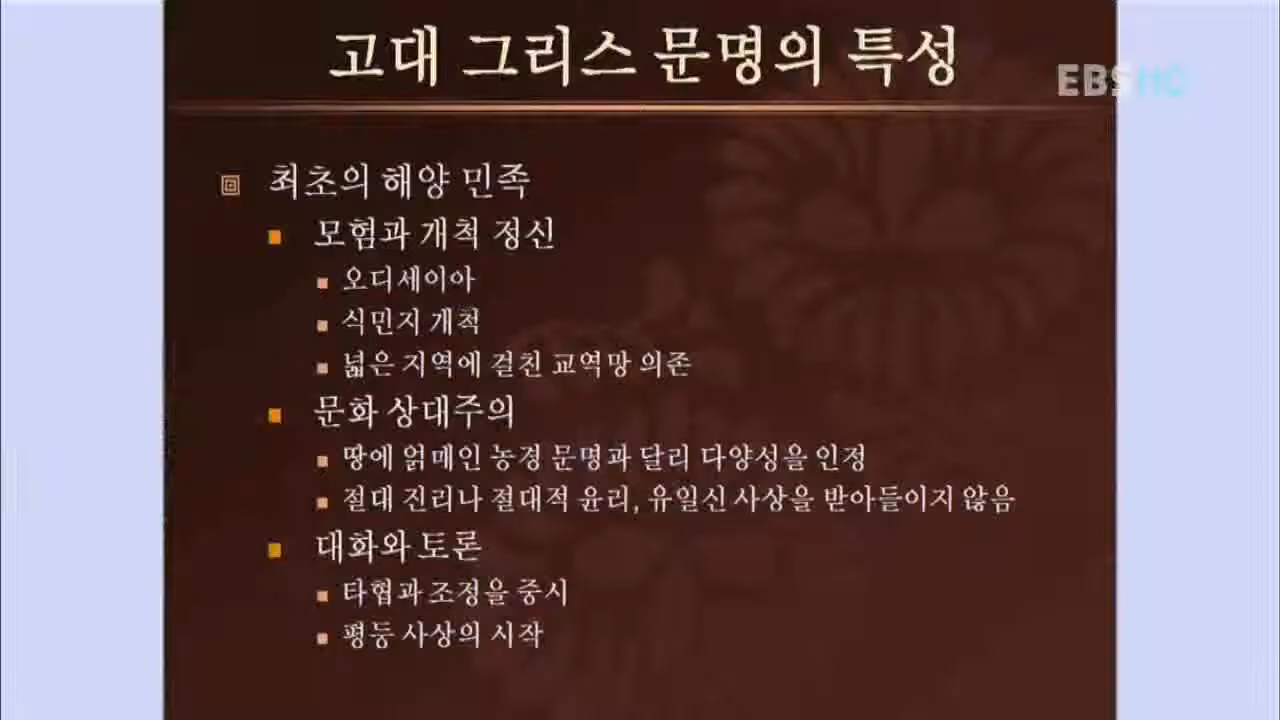 고대 그리스 문명의 특성
EBS HD
최초의 해양 민족
모험과 개척 정신
오디세이아
식민지 개척
넓은 지역에 걸친 교역망 의존
문화 상대주의
땅에 얽매인 농경 문명과 달리 다양성을 인정
절대 진리나 절대적 윤리, 유일신 사상을 받아들이지 않음
대화와 토론
타협과 조정을 중시
평등 사상의 시작